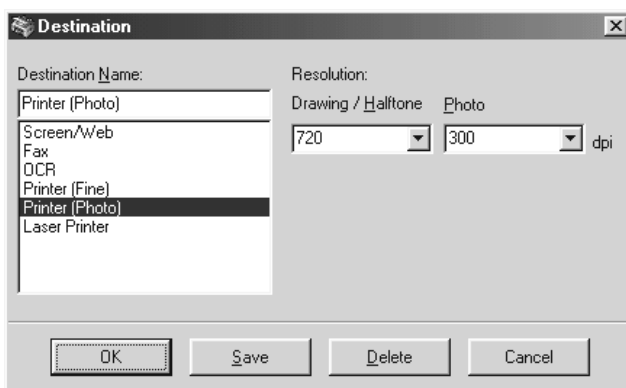 Destination
Destination Name:
Printer (Photo)
Screen/Web
Fax
OCR
Printer (Fine)
Printer (Photo)
Laser Printer
Resolution:
Drawing / Halftone Photo
720 300 dpi
OK Save Delete Cancel